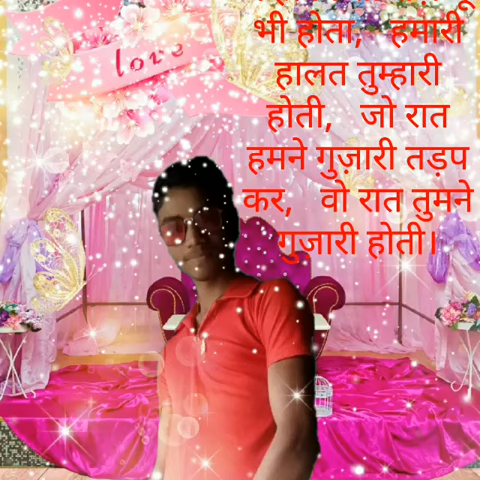 love
भी होता,   हमारी
हालत तुम्हारी
होती,   जो रात
हमने गुज़ारी तड़प
कर,   वो रात तुमने
गुज़ारी होती।